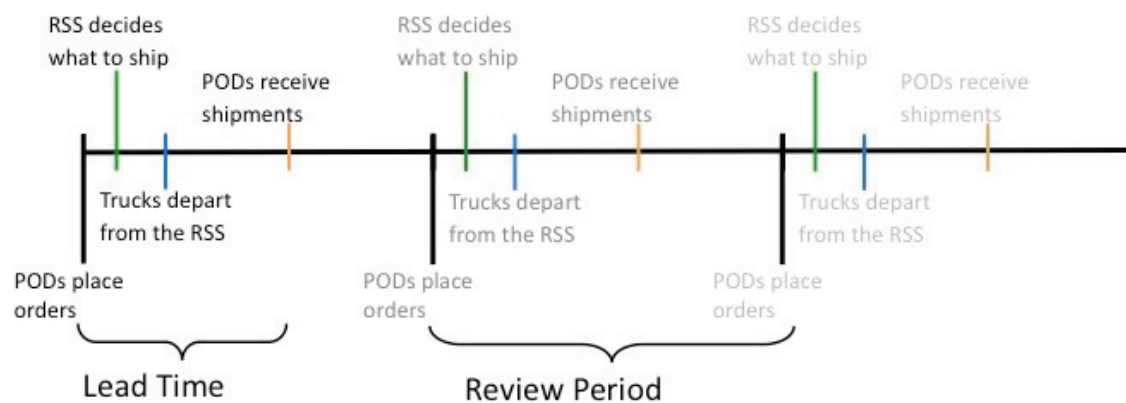 RSS decides
what to ship
PODs receive
shipments
Trucks depart
from the RSS
PODs place
orders
Lead Time
RSS decides
what to ship
PODs receive
shipments
Trucks depart
from the RSS
PODs place
orders
Review Period
RSS decides
what to ship
PODs receive
shipments
Trucks depart
from the RSS
PODs place
orders